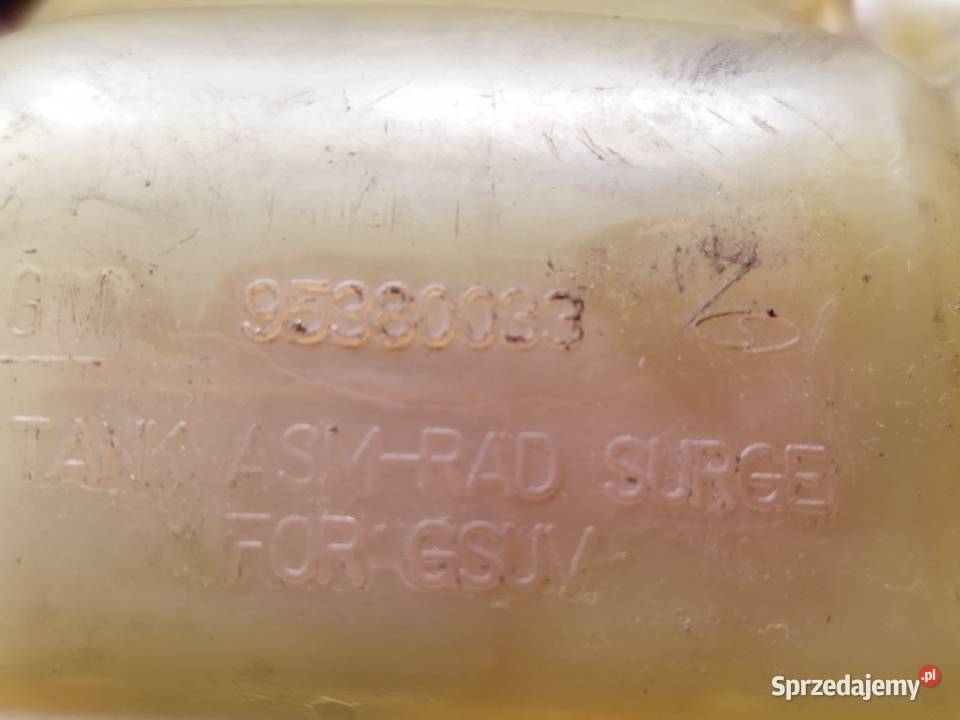 GM 95380033
TANK ASM-RAD SURGE
FOR GSUV
Sprzedajemy.pl